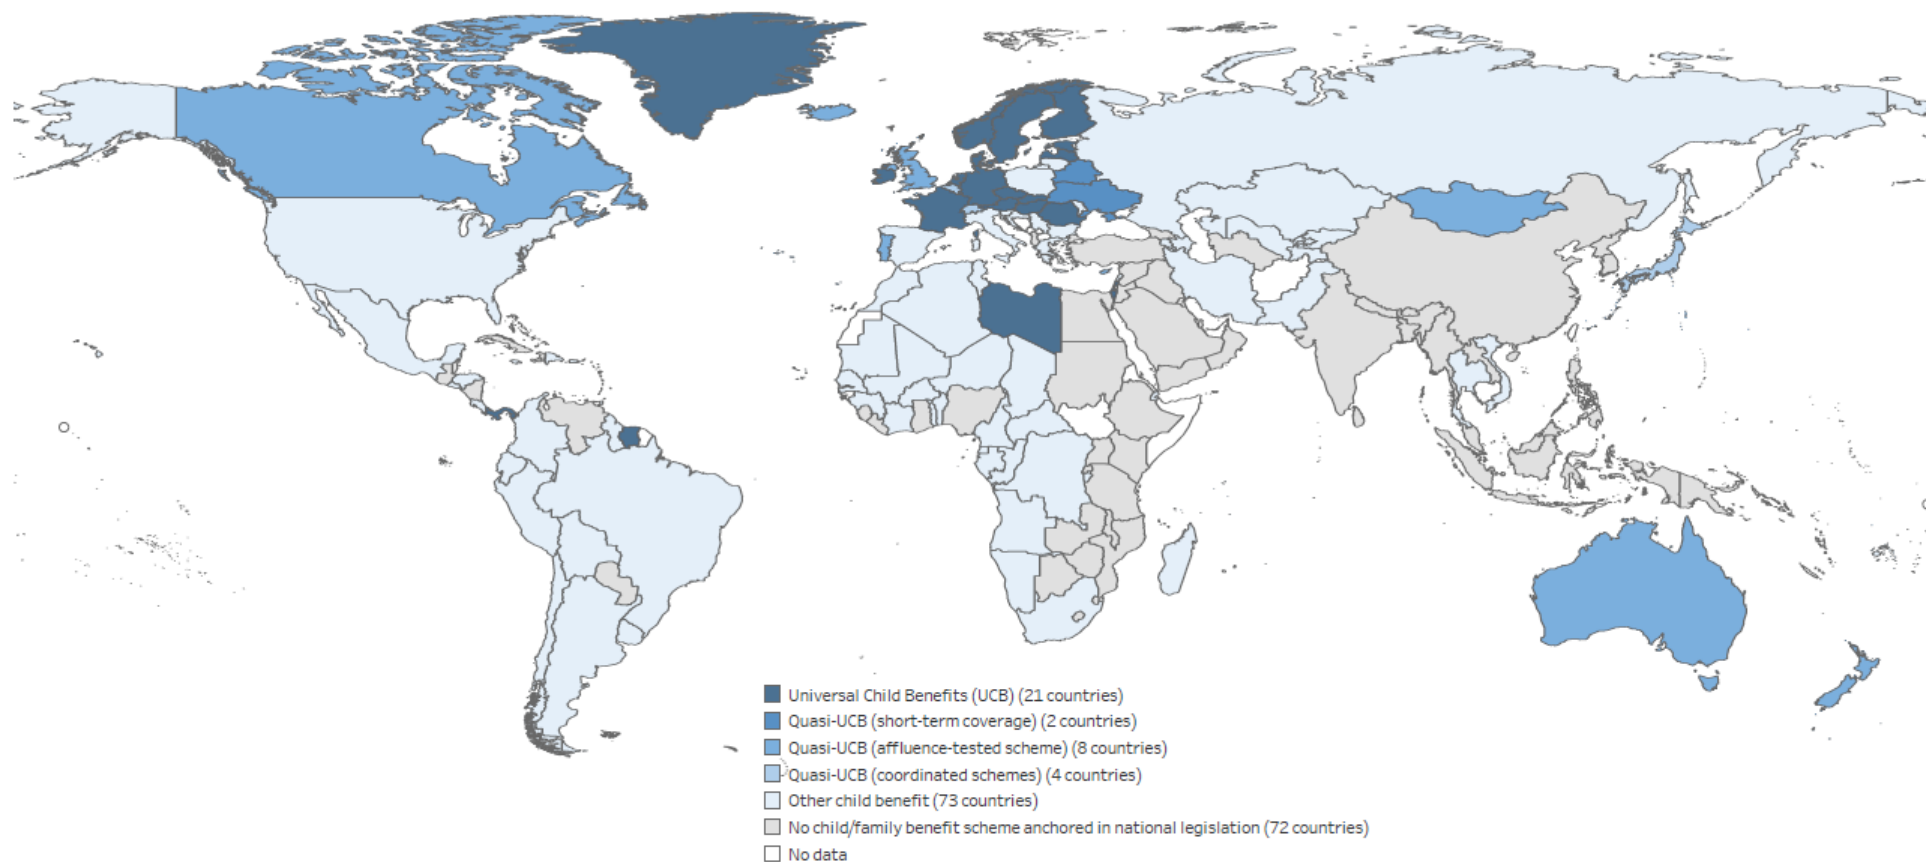 Universal Child Benefits (UCB) (21 countries)
Quasi-UCB (short-term coverage) (2 countries)
Quasi-UCB (affluence-tested scheme) (8 countries)
Quasi-UCB (coordinated schemes) (4 countries)
Other child benefit (73 countries)
No child/family benefit scheme anchored in national legislation (72 countries)
No data